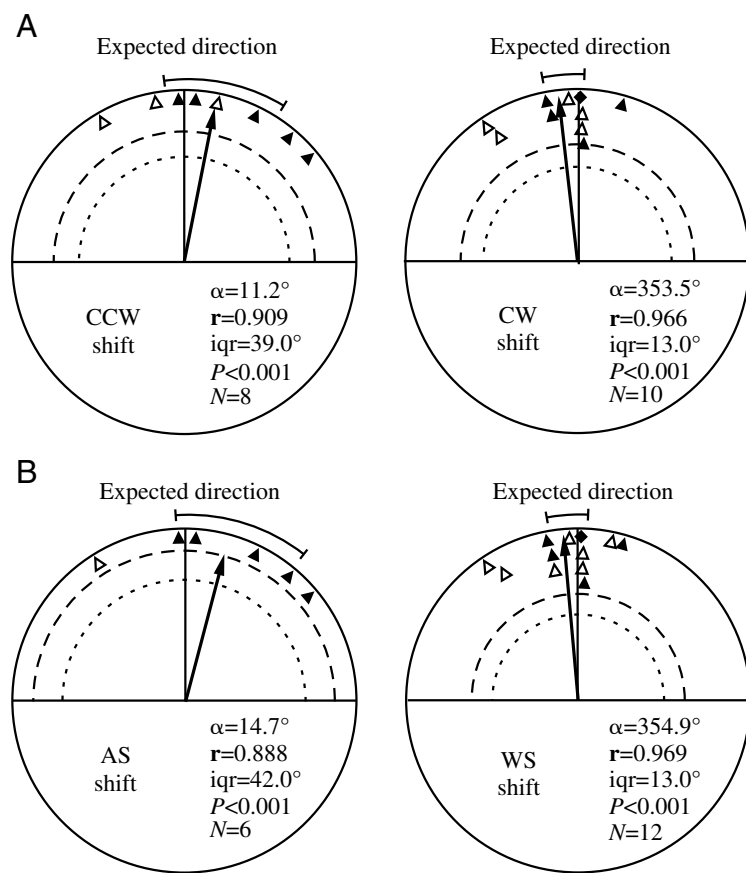 A
Expected direction
Expected direction
CCW
shift
α=11.2°
r=0.909
iqr=39.0°
P<0.001
N=8
CW
shift
α=353.5°
r=0.966
iqr=13.0°
P<0.001
N=10
B
Expected direction
Expected direction
AS
shift
α=14.7°
r=0.888
iqr=42.0°
P<0.001
N=6
WS
shift
α=354.9°
r=0.969
iqr=13.0°
P<0.001
N=12